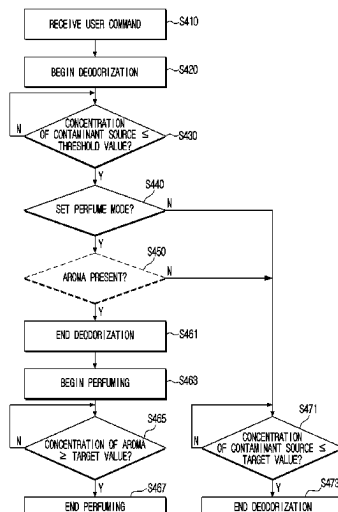 RECEIVE USER COMMAND
S410
BEGIN DEODORIZATION
S420
CONCENTRATION
OF CONTAMINANT SOURCE ≤
THRESHOLD VALUE?
S430
N
Y
S440
SET PERFUME MODE?
N
Y
S450
AROMA PRESENT?
N
Y
END DEODORIZATION
S461
BEGIN PERFUMING
S463
S465
CONCENTRATION OF AROMA
≥ TARGET VALUE?
N
Y
S467
END PERFUMING
S471
CONCENTRATION
OF CONTAMINANT SOURCE ≤
TARGET VALUE?
N
Y
S473
END DEODORIZATION